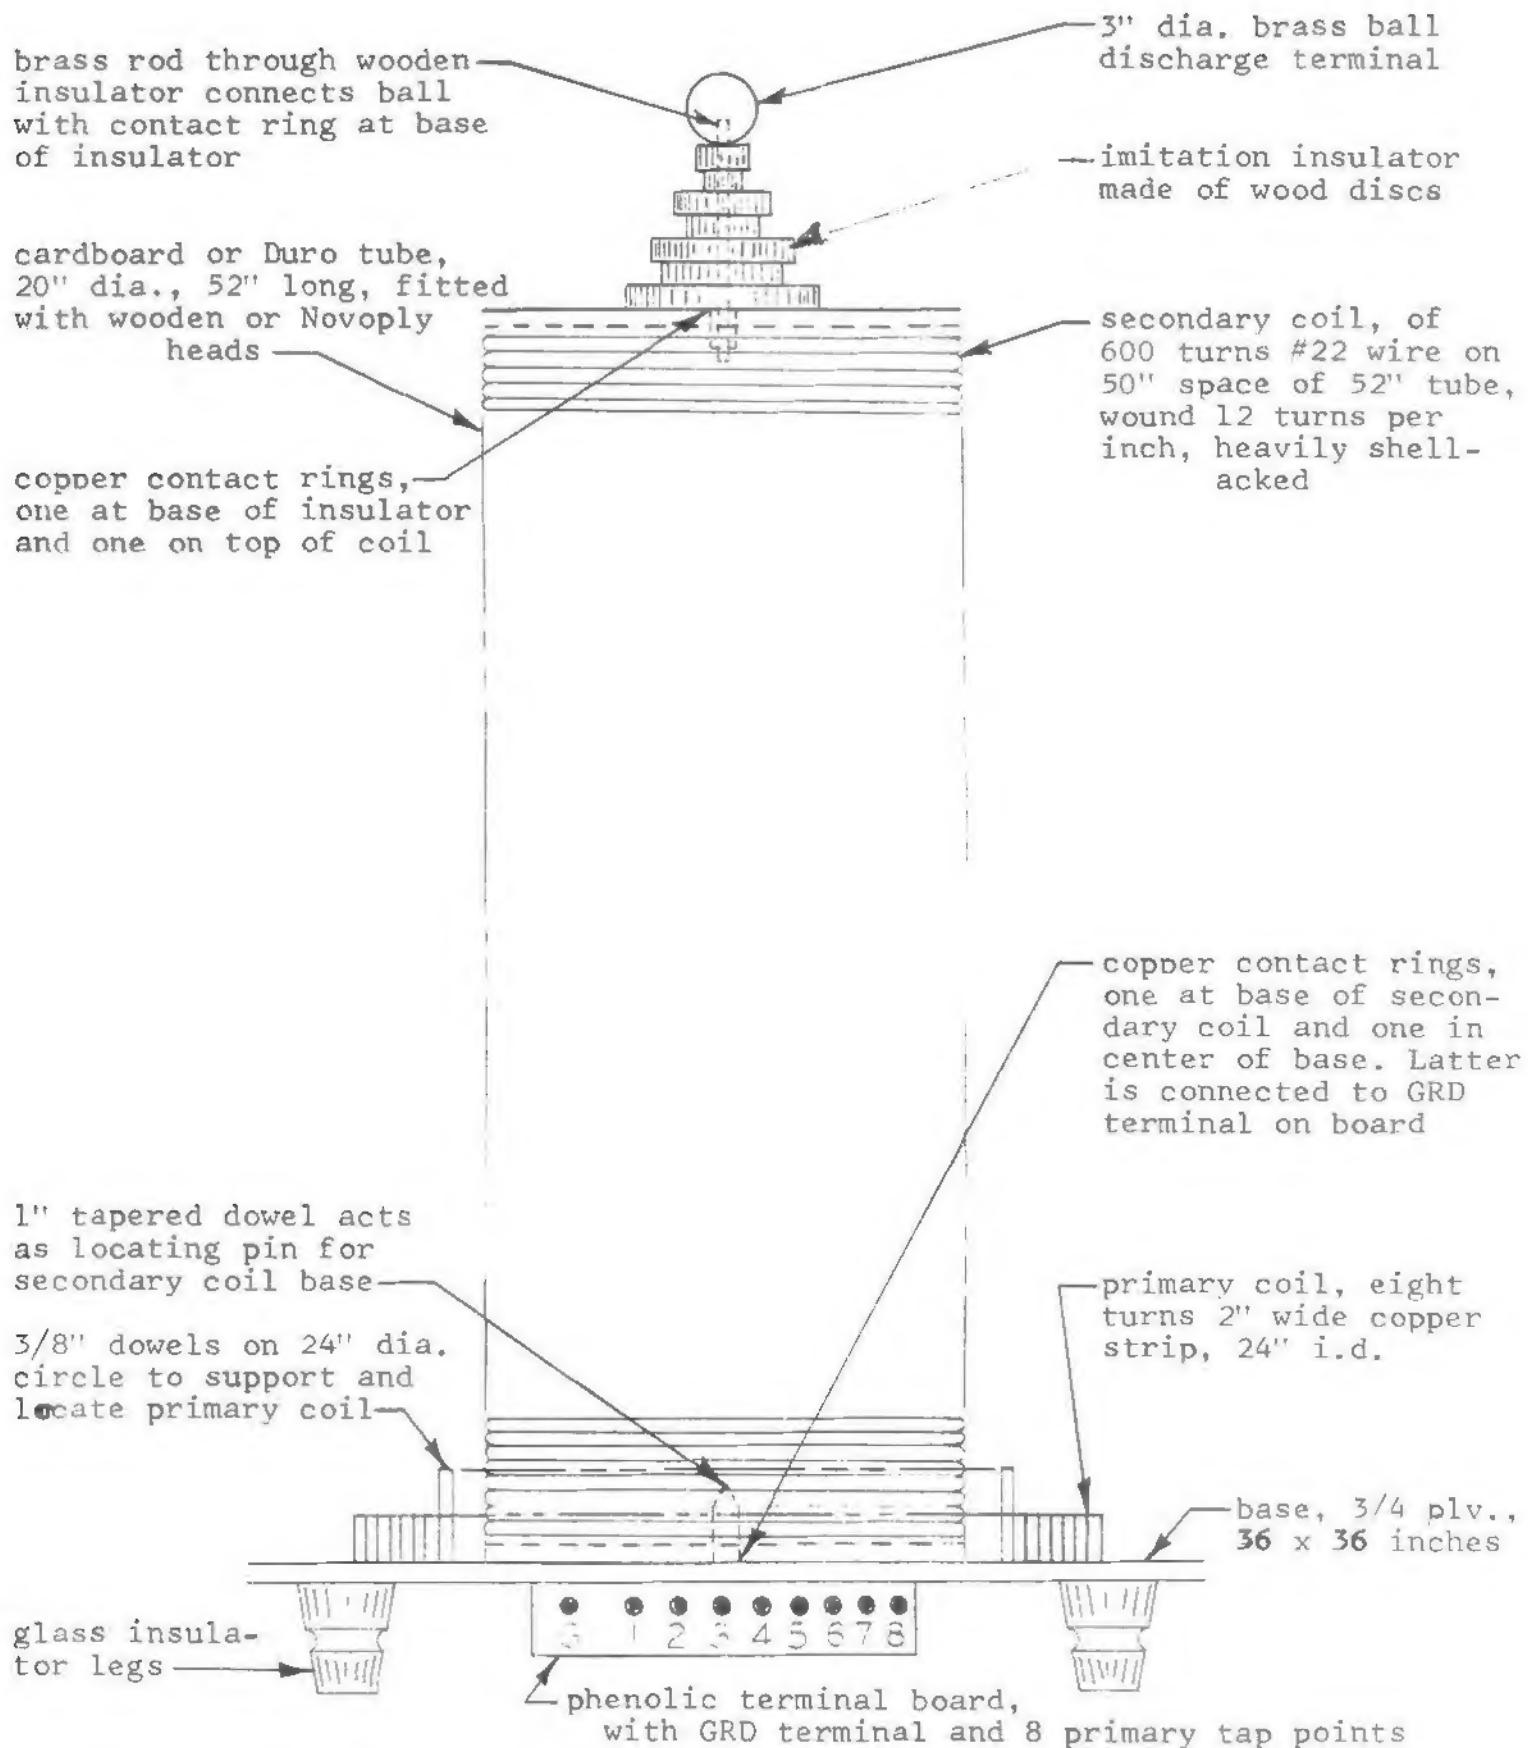 3" dia. brass ball
discharge terminal
brass rod through wooden
insulator connects ball
with contact ring at base
of insulator
imitation insulator
made of wood discs
cardboard or Duro tube,
20" dia., 52" long, fitted
with wooden or Novoply
heads
secondary coil, of
600 turns #22 wire on
50" space of 52" tube,
wound 12 turns per
inch, heavily shell-
acked
copper contact rings,
one at base of insulator
and one on top of coil
copper contact rings,
one at base of secon-
dary coil and one in
center of base. Latter
is connected to GRD
terminal on board
1" tapered dowel acts
as locating pin for
secondary coil base
primary coil, eight
turns 2" wide copper
strip, 24" i.d.
3/8" dowels on 24" dia.
circle to support and
locate primary coil
base, 3/4 ply.,
36 x 36 inches
G 1 2 3 4 5 6 7 8
glass insula-
tor legs
phenolic terminal board,
with GRD terminal and 8 primary tap points